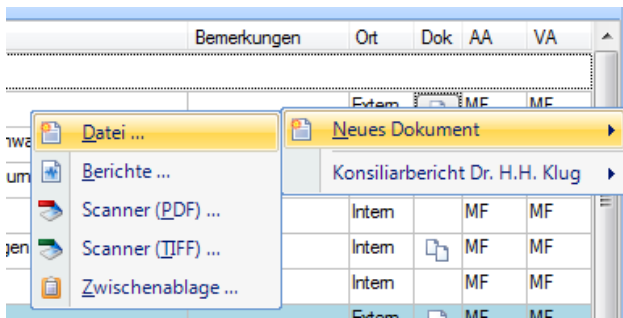 Bemerkungen Ort Dok AA VA
Extern MF MF
Datei ... Neues Dokument
Berichte ... Konsiliarbericht Dr. H.H. Klug
Scanner (PDF) ... Intern MF MF
Scanner (TIFF) ... Intern MF MF
Zwischenablage ... Intern MF MF
Extern MF MF